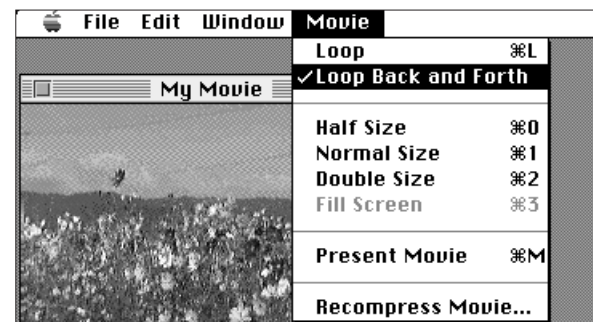 File Edit Window Movie
Loop ⌘L
✓Loop Back and Forth
My Movie
Half Size ⌘0
Normal Size ⌘1
Double Size ⌘2
Fill Screen ⌘3
Present Movie ⌘M
Recompress Movie...